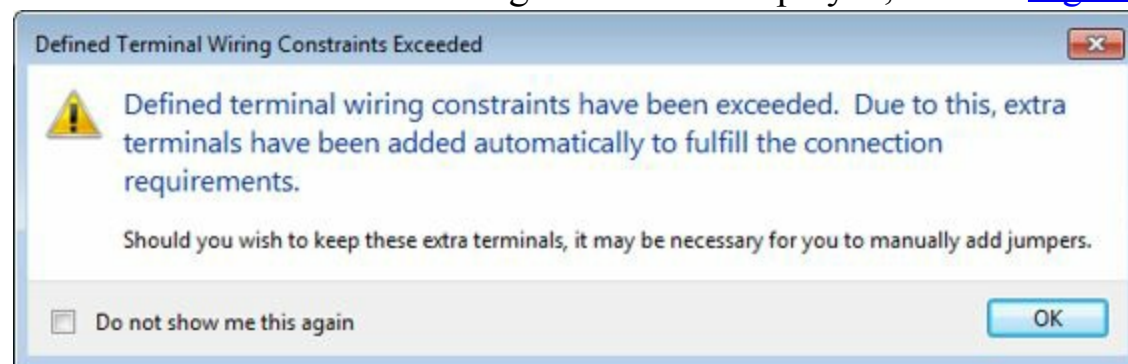 Defined Terminal Wiring Constraints Exceeded
Defined terminal wiring constraints have been exceeded. Due to this, extra
terminals have been added automatically to fulfill the connection
requirements.
Should you wish to keep these extra terminals, it may be necessary for you to manually add jumpers.
Do not show me this again
OK